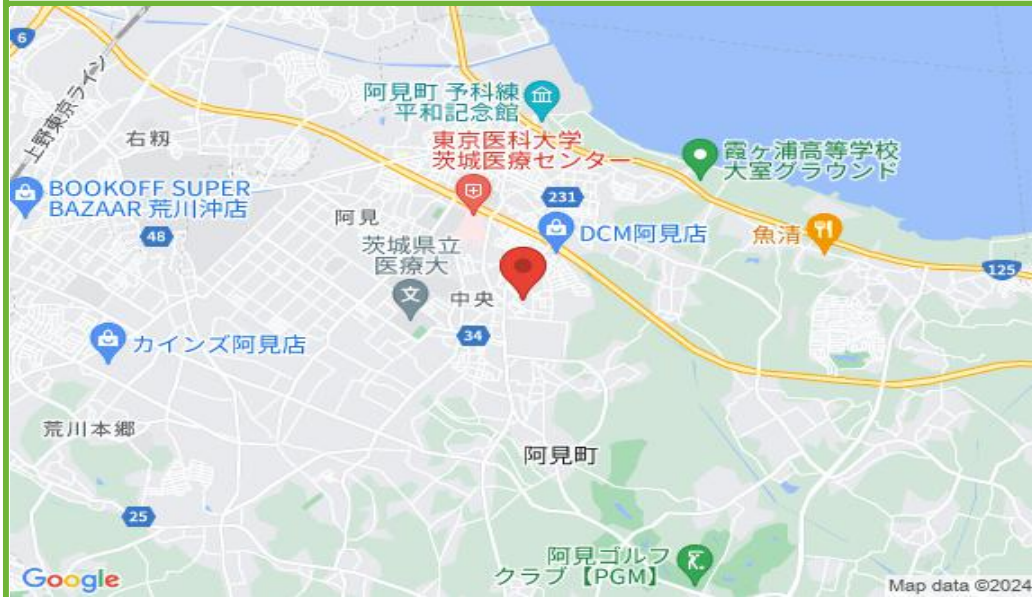 6
上野東京ライン
阿見町 予科練
平和記念館
右籾
東京医科大学
茨城医療センター
霞ヶ浦高等学校
大室グラウンド
BOOKOFF SUPER
BAZAAR 荒川沖店
231
阿見
48
DCM阿見店
魚清
茨城県立
医療大
125
中央
34
カインズ阿見店
荒川本郷
阿見町
25
阿見ゴルフ
クラブ【PGM】
Google
Map data ©2024